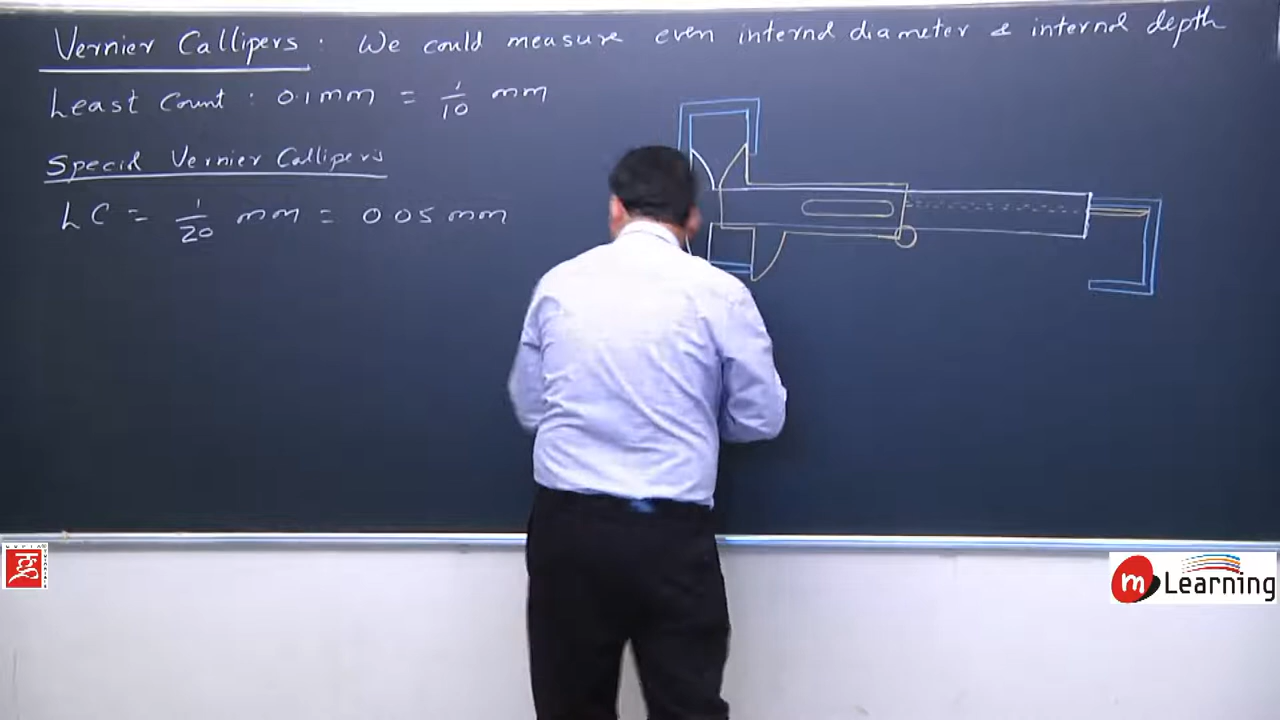 Vernier Callipers : We could measure even internal diameter & internal depth
Least Count : 0.1mm = 1/10 mm
Special Vernier Callipers
LC = 1/20 mm = 0.05 mm
m Learning